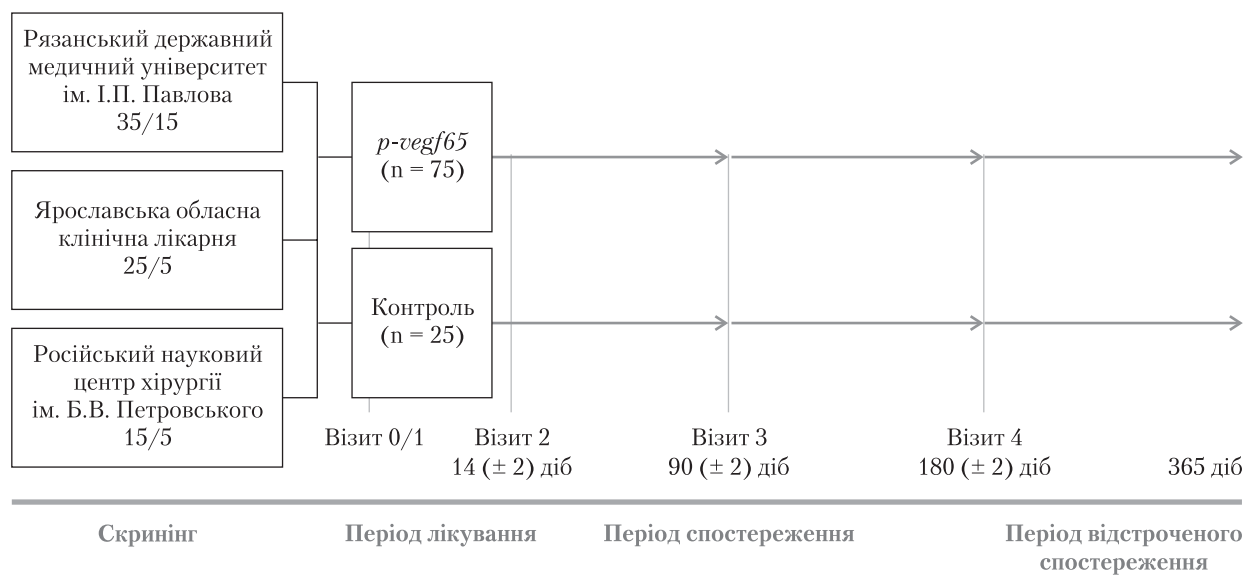 Рязанський державний
медичний університет
ім. І.П. Павлова
35/15
Ярославська обласна
клінічна лікарня
25/5
Російський науковий
центр хірургії
ім. Б.В. Петровського
15/5
p-vegf65
(n = 75)
Контроль
(n = 25)
Візит 0/1
Візит 2
14 (± 2) діб
Візит 3
90 (± 2) діб
Візит 4
180 (± 2) діб
365 діб
Скринінг
Період лікування
Період спостереження
Період відстроченого
спостереження